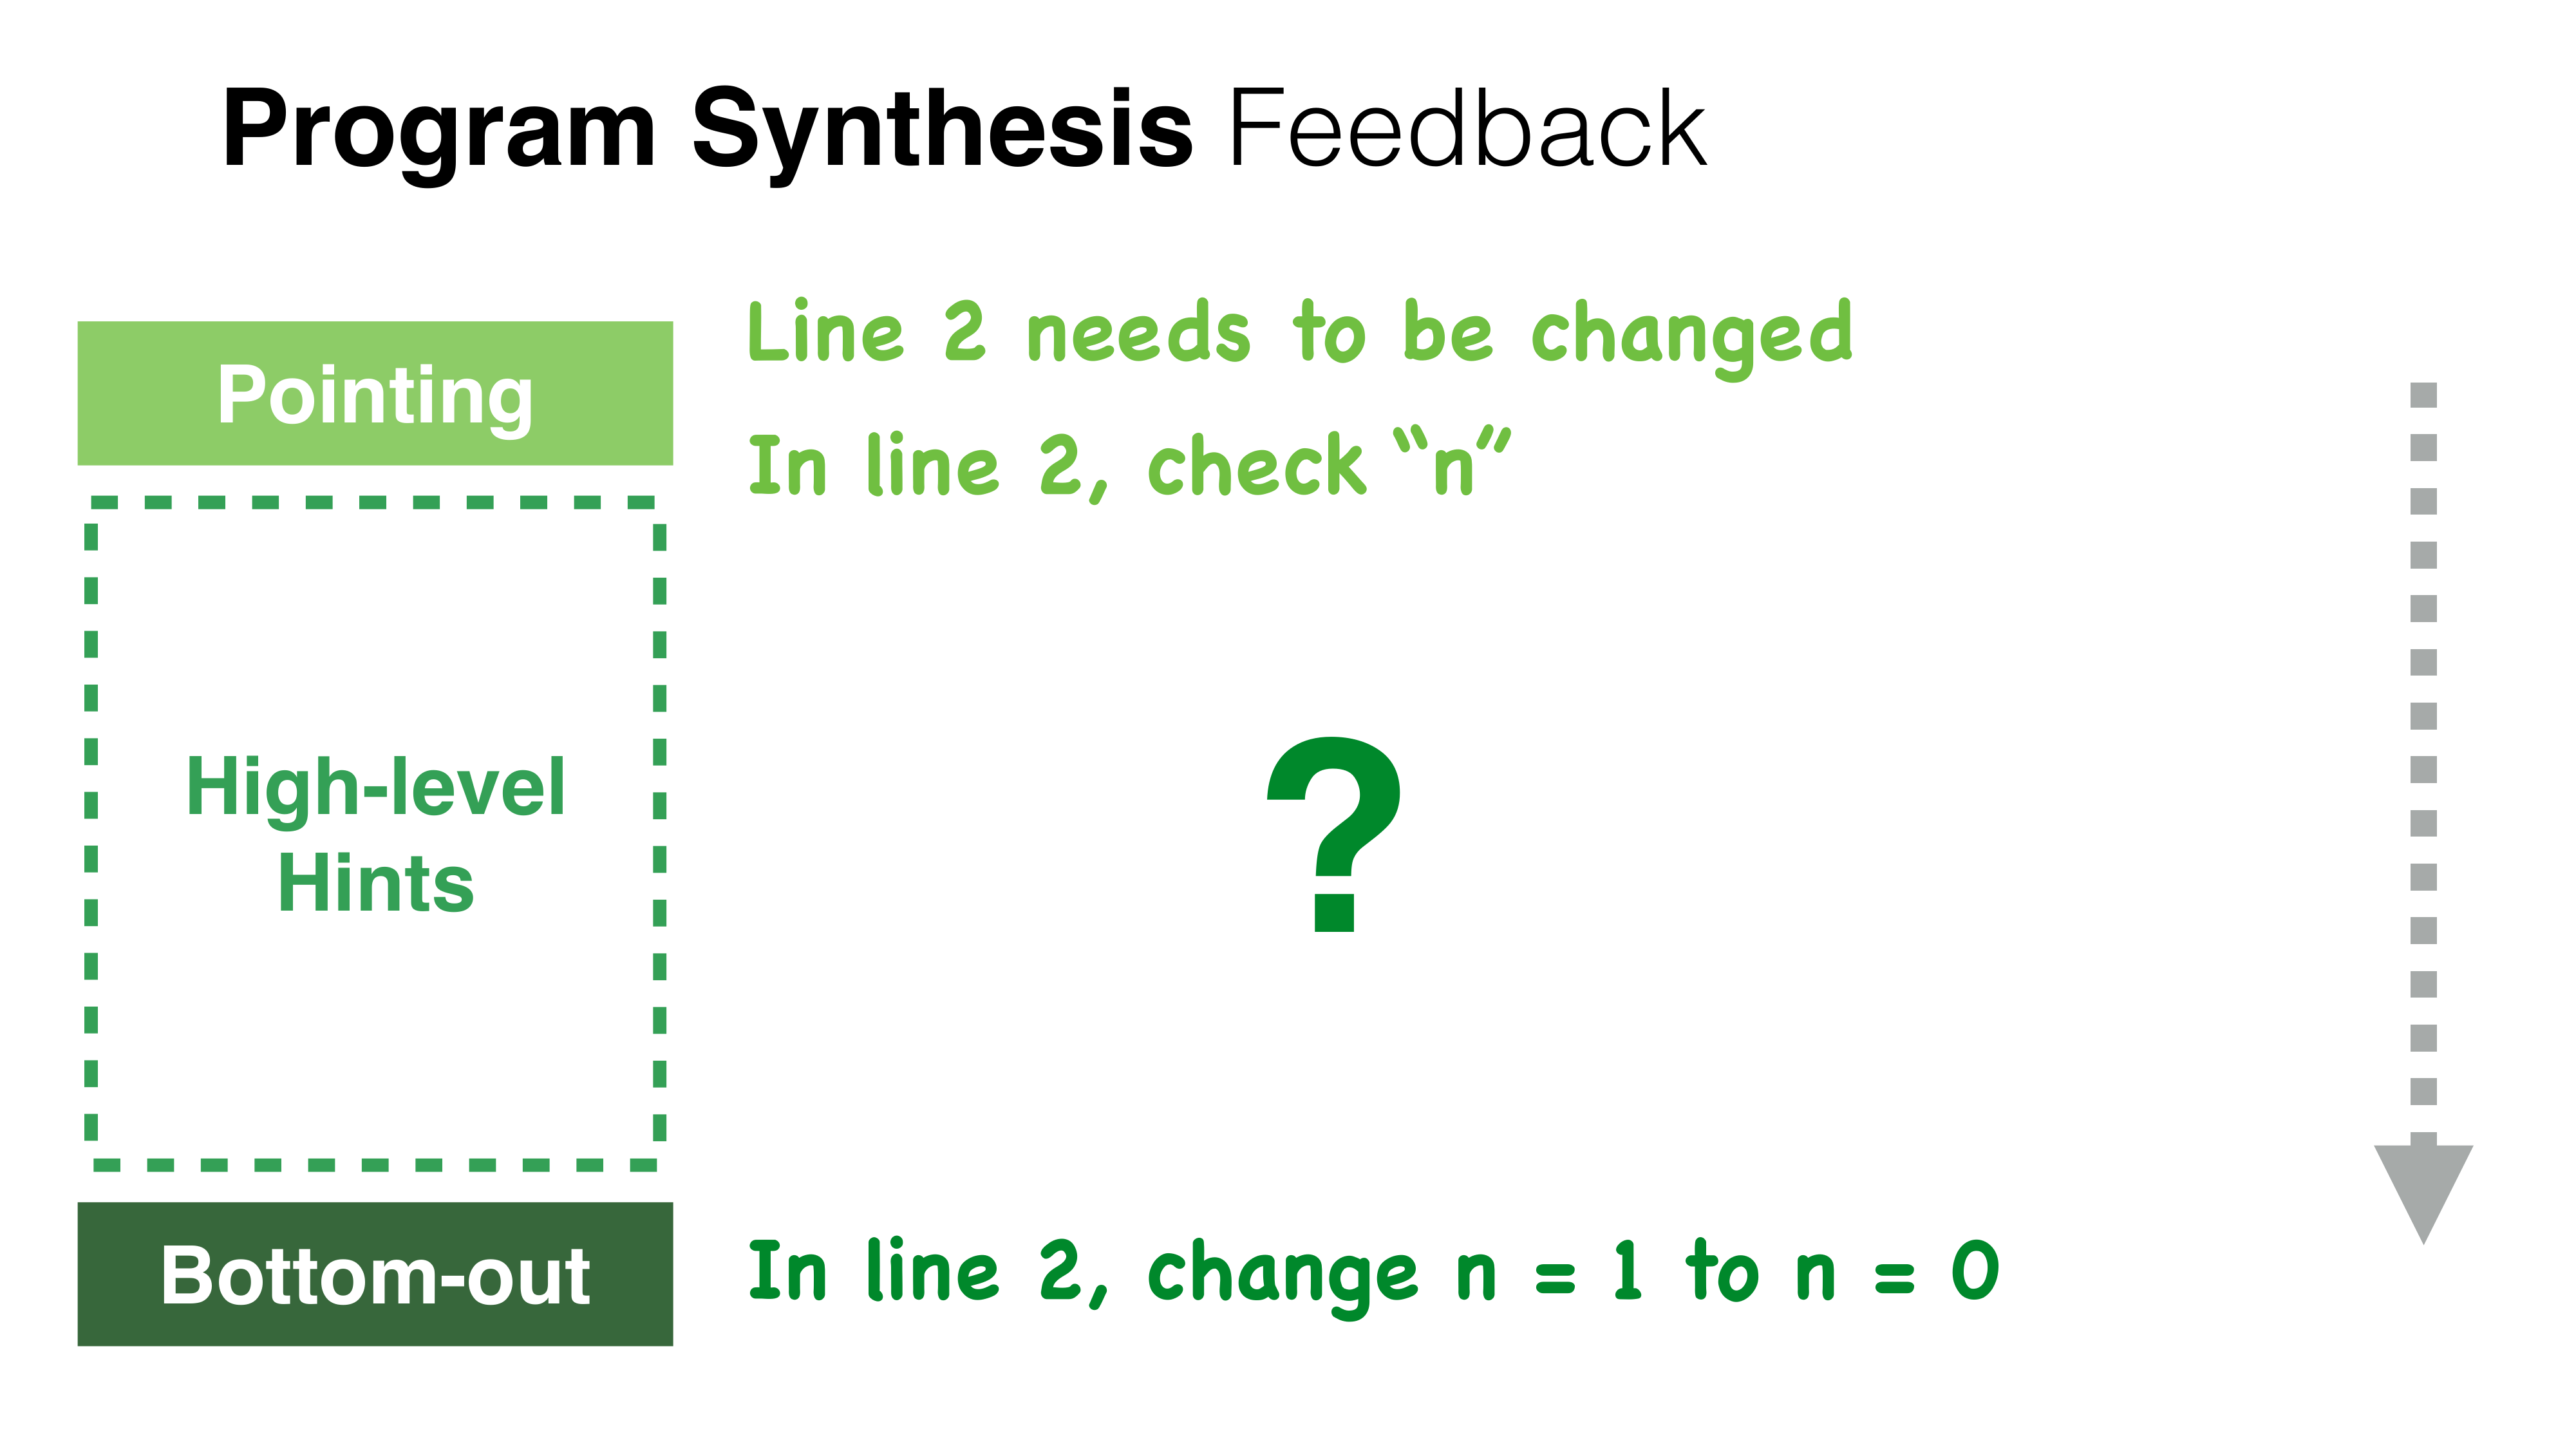 Program Synthesis Feedback
Pointing
Line 2 needs to be changed
In line 2, check “n”
High-level
Hints
?
Bottom-out
In line 2, change n = 1 to n = 0